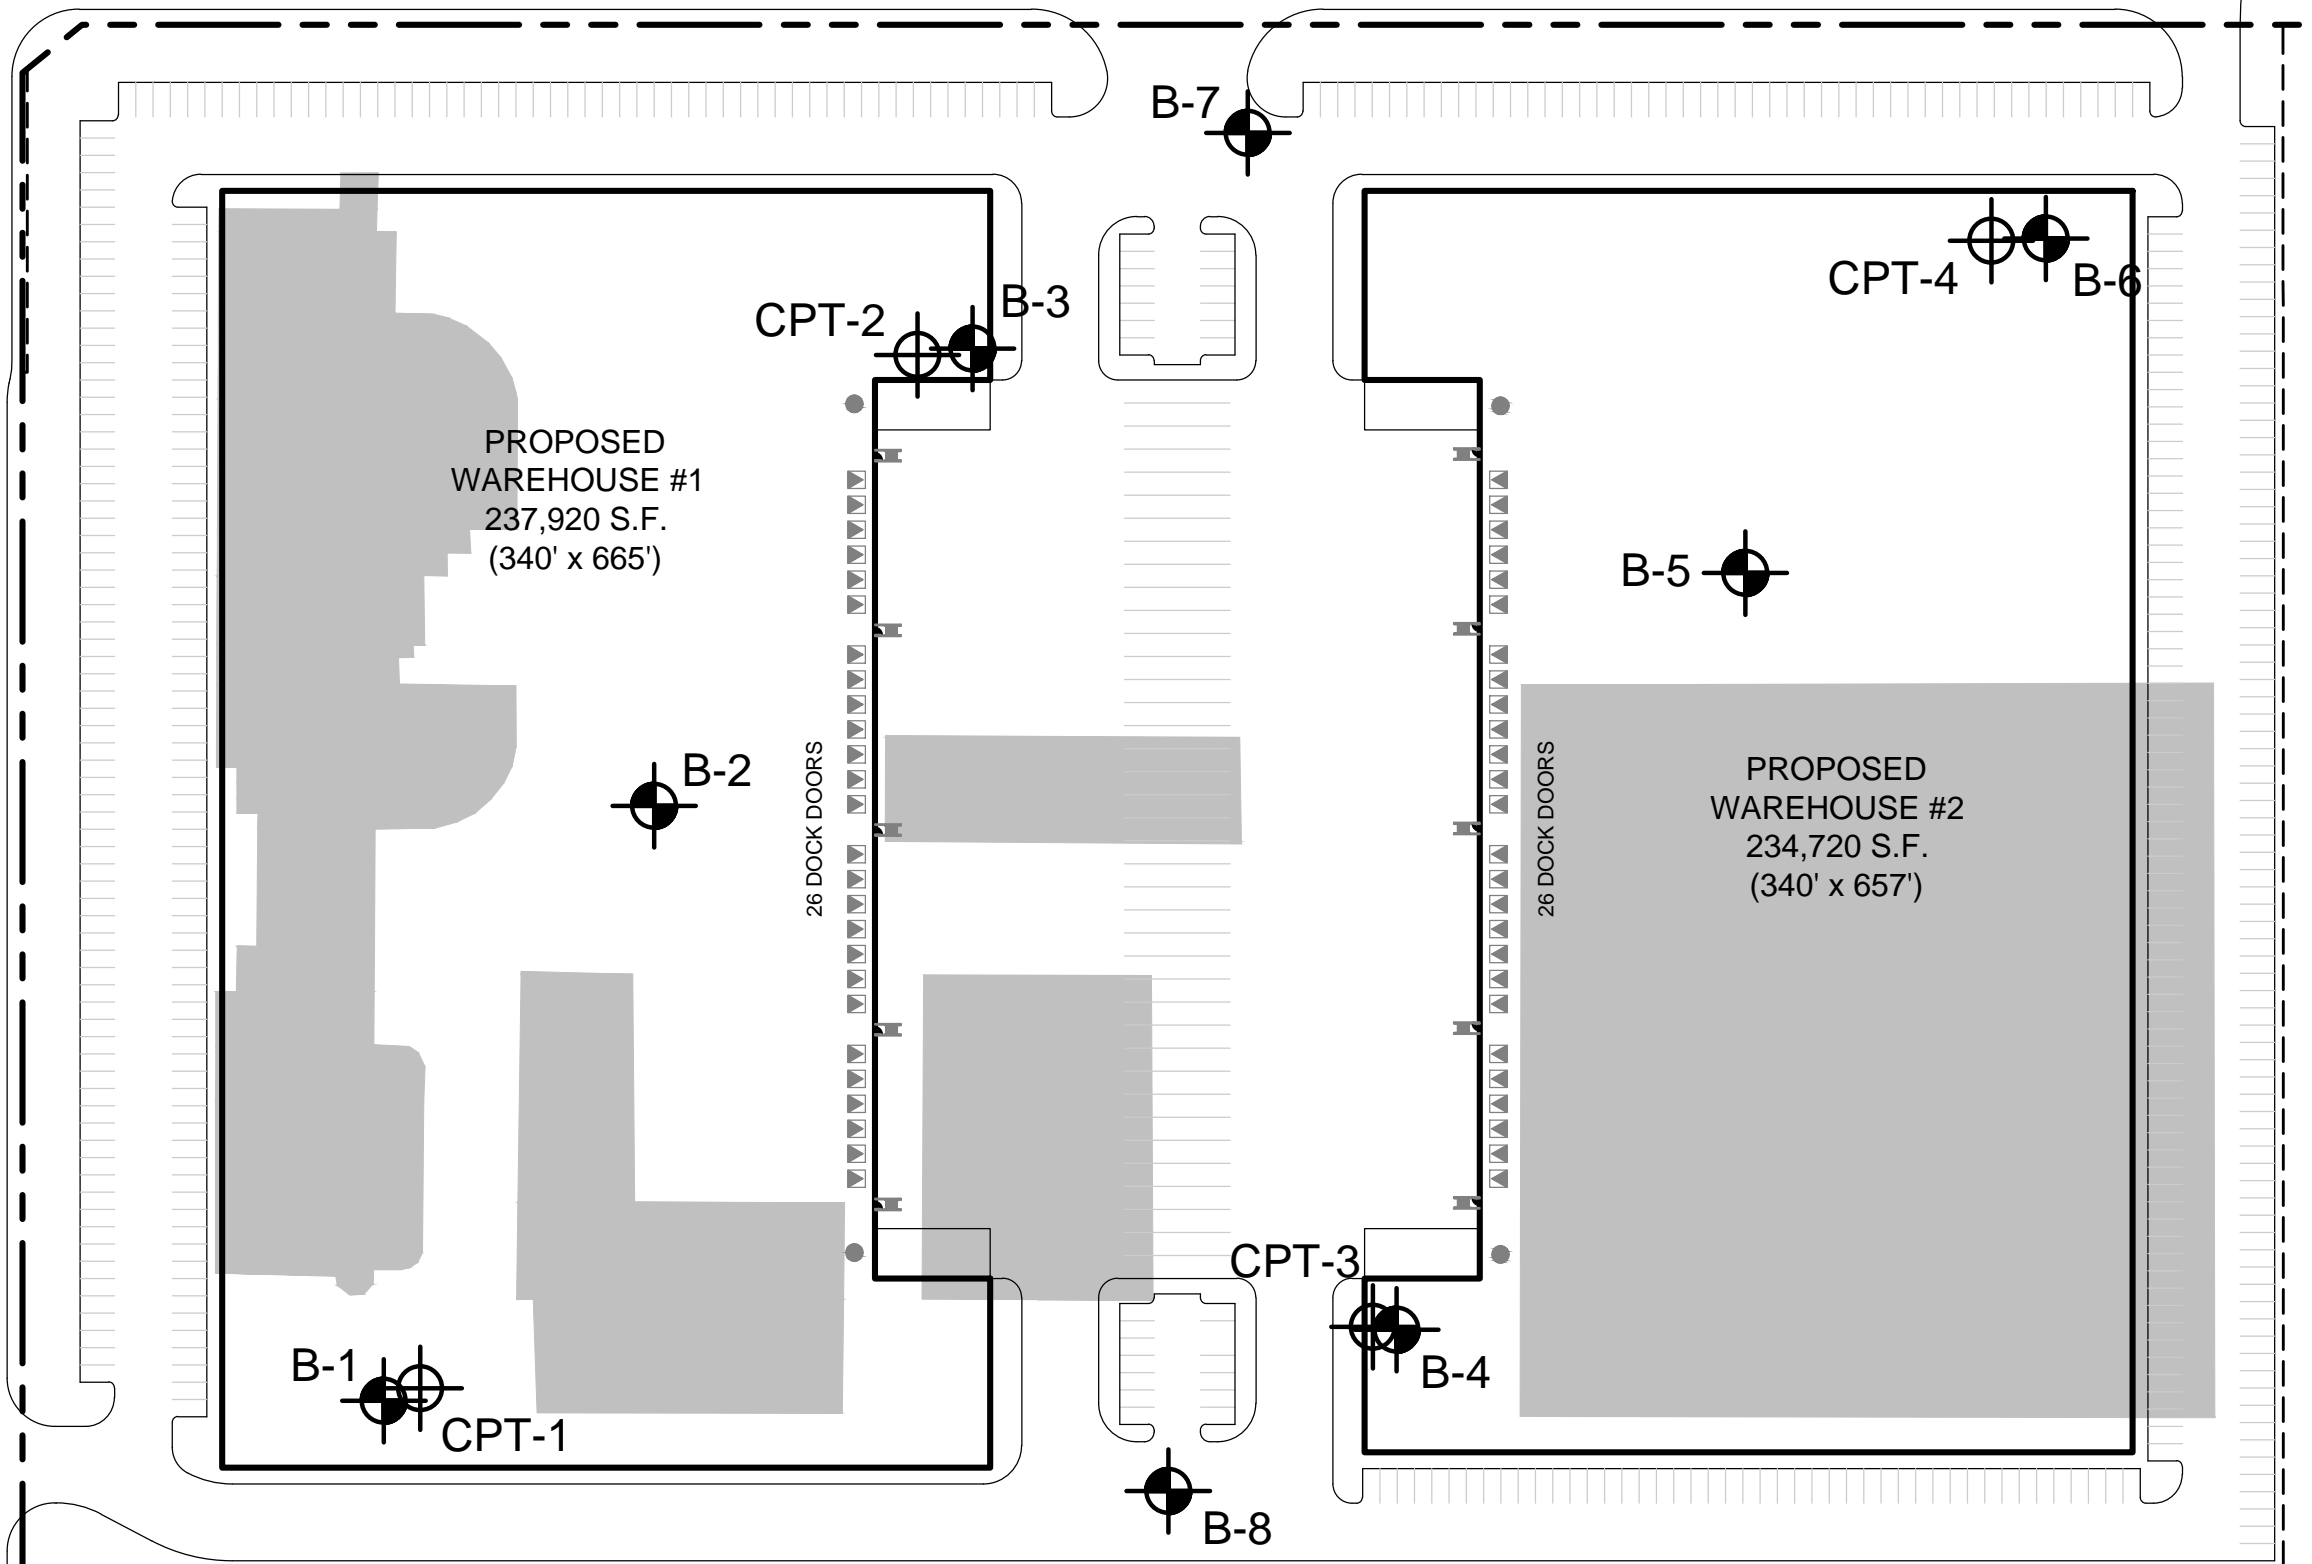 B-7
CPT-4
B-6
CPT-2
B-3
PROPOSED
WAREHOUSE #1
237,920 S.F.
(340' x 665')
B-5
B-2
26 DOCK DOORS
26 DOCK DOORS
PROPOSED
WAREHOUSE #2
234,720 S.F.
(340' x 657')
CPT-3
B-4
B-1
CPT-1
B-8